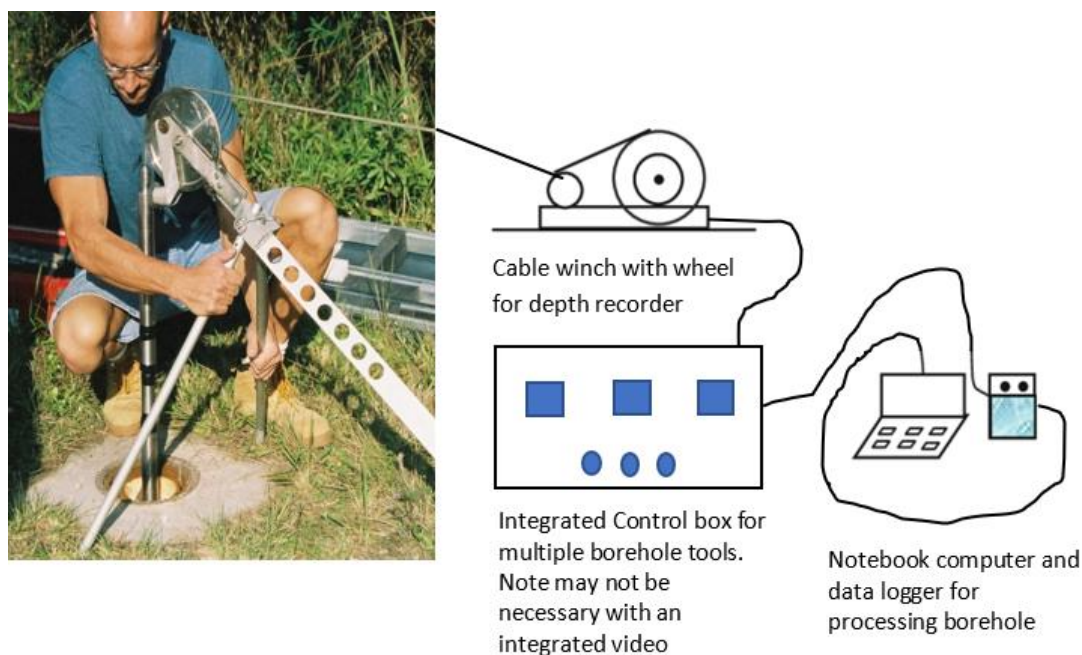 Cable winch with wheel
for depth recorder
Integrated Control box for
multiple borehole tools.
Note may not be
necessary with an
integrated video
Notebook computer and
data logger for
processing borehole